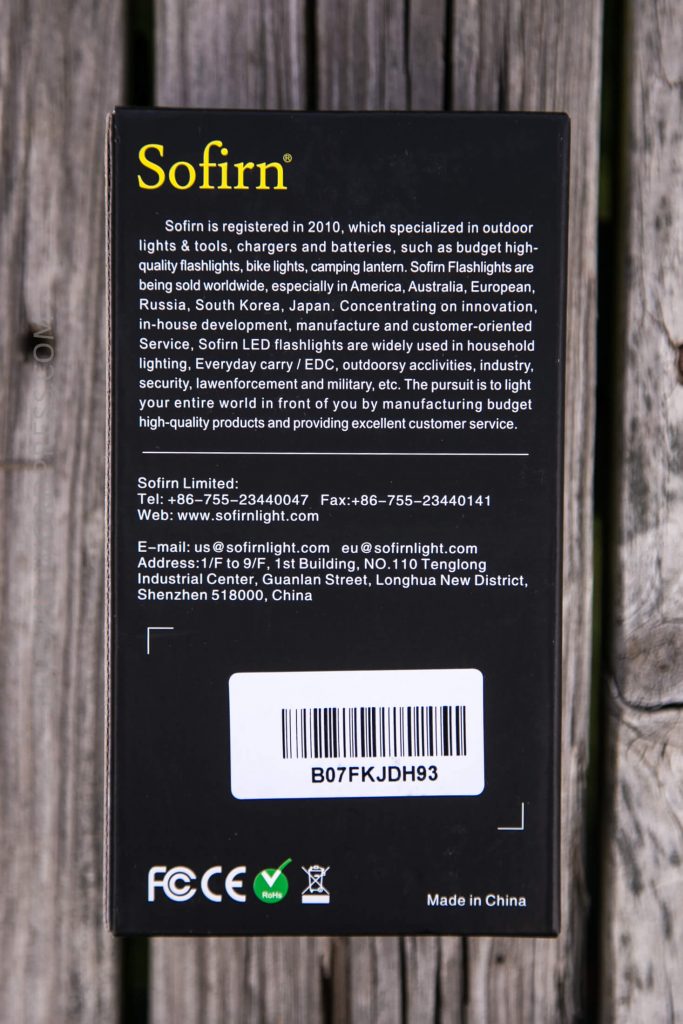 Sofirn®
Sofirn is registered in 2010, which specialized in outdoor
lights & tools, chargers and batteries, such as budget high-
quality flashlights, bike lights, camping lantern. Sofirn Flashlights are
being sold worldwide, especially in America, Australia, European,
Russia, South Korea, Japan. Concentrating on innovation,
in-house development, manufacture and customer-oriented
Service, Sofirn LED flashlights are widely used in household
lighting, Everyday carry / EDC, outdoorsy acclivities, industry,
security, lawenforcement and military, etc. The pursuit is to light
your entire world in front of you by manufacturing budget
high-quality products and providing excellent customer service.
Sofirn Limited:
Tel: +86-755-23440047 Fax:+86-755-23440141
Web: www.sofirnlight.com
E-mail: us@sofirnlight.com eu@sofirnlight.com
Address:1/F to 9/F, 1st Building, NO.110 Tenglong
Industrial Center, Guanlan Street, Longhua New District,
Shenzhen 518000, China
B07FKJDH93
FC CE RoHs
Made in China